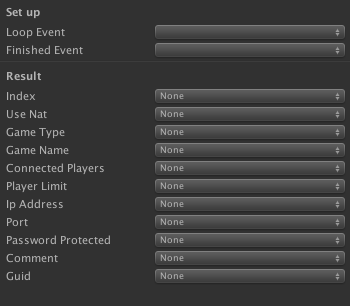 Set up
Loop Event
Finished Event
Result
Index None
Use Nat None
Game Type None
Game Name None
Connected Players None
Player Limit None
Ip Address None
Port None
Password Protected None
Comment None
Guid None